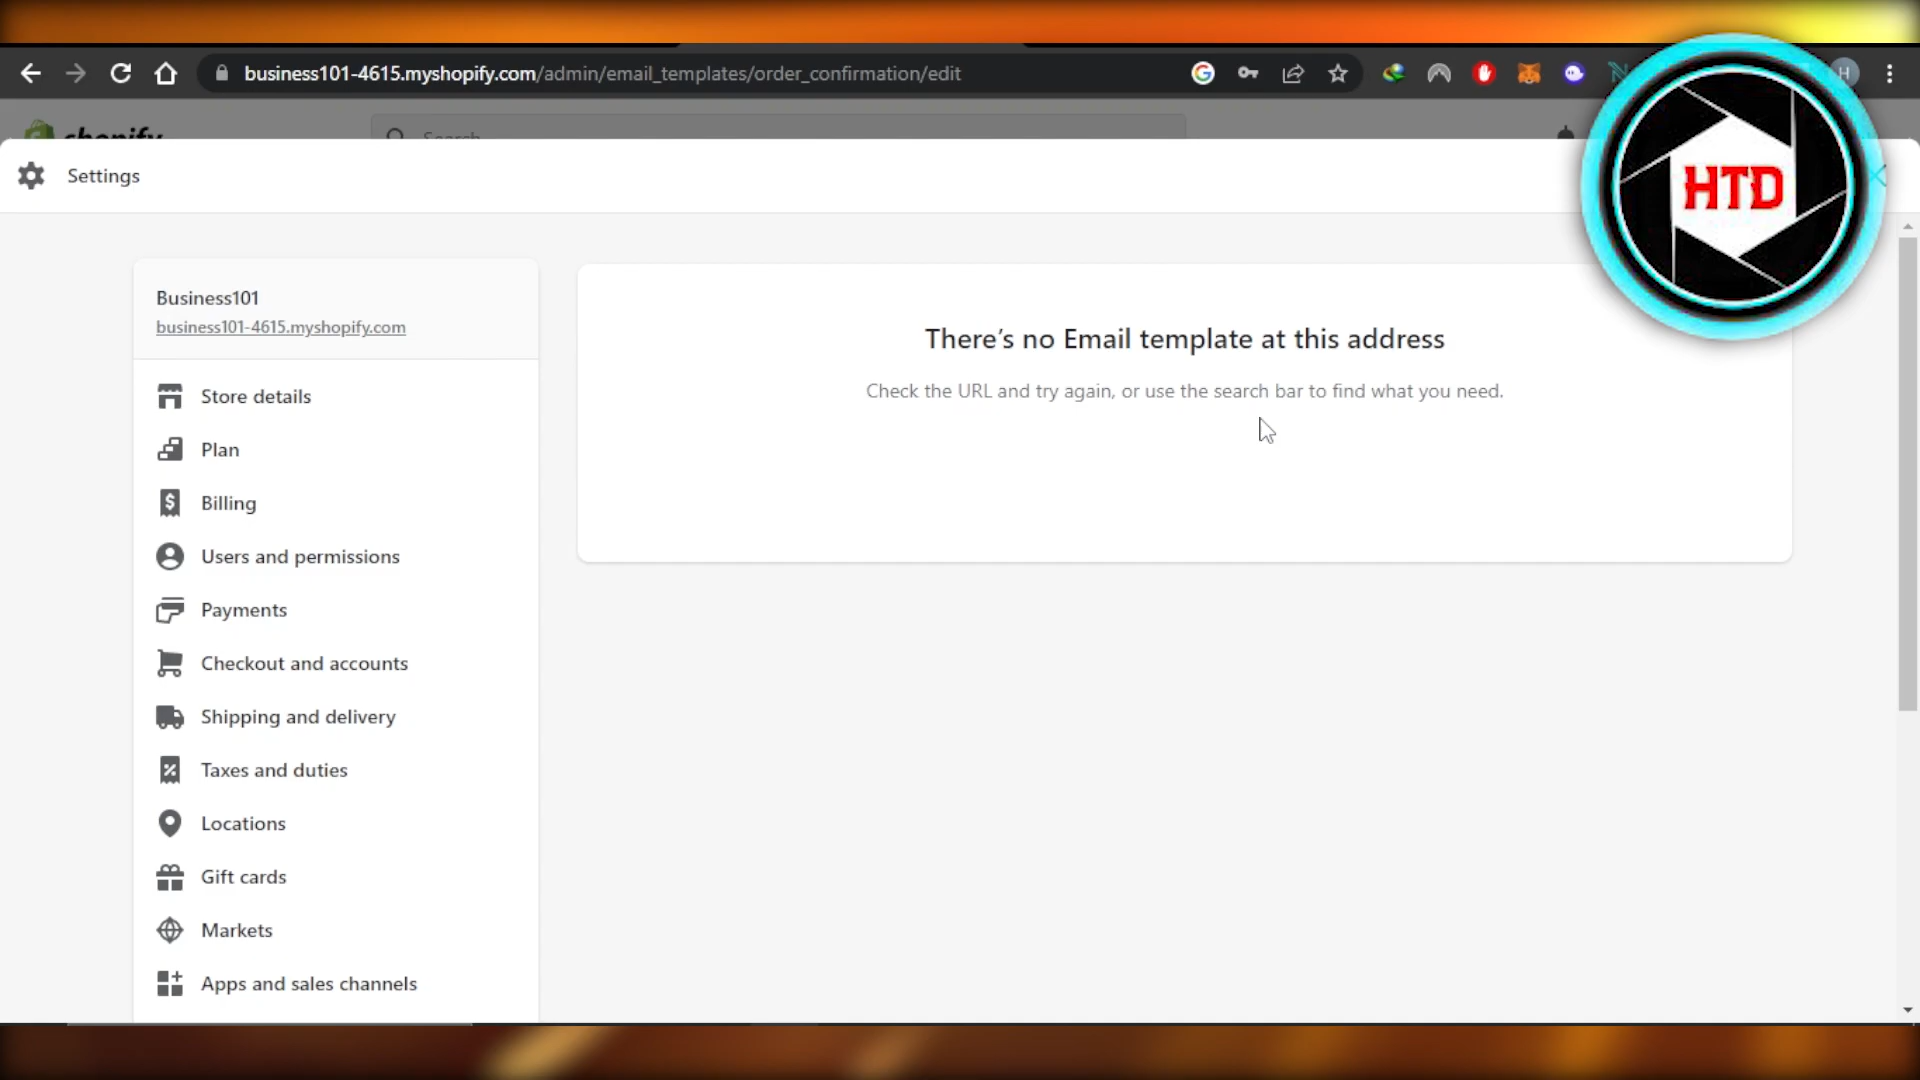 business101-4615.myshopify.com/admin/email_templates/order_confirmation/edit
H
shopify
Search
HTD
Settings
Business101
business101-4615.myshopify.com
There's no Email template at this address
Check the URL and try again, or use the search bar to find what you need.
Store details
Plan
Billing
Users and permissions
Payments
Checkout and accounts
Shipping and delivery
Taxes and duties
Locations
Gift cards
Markets
Apps and sales channels